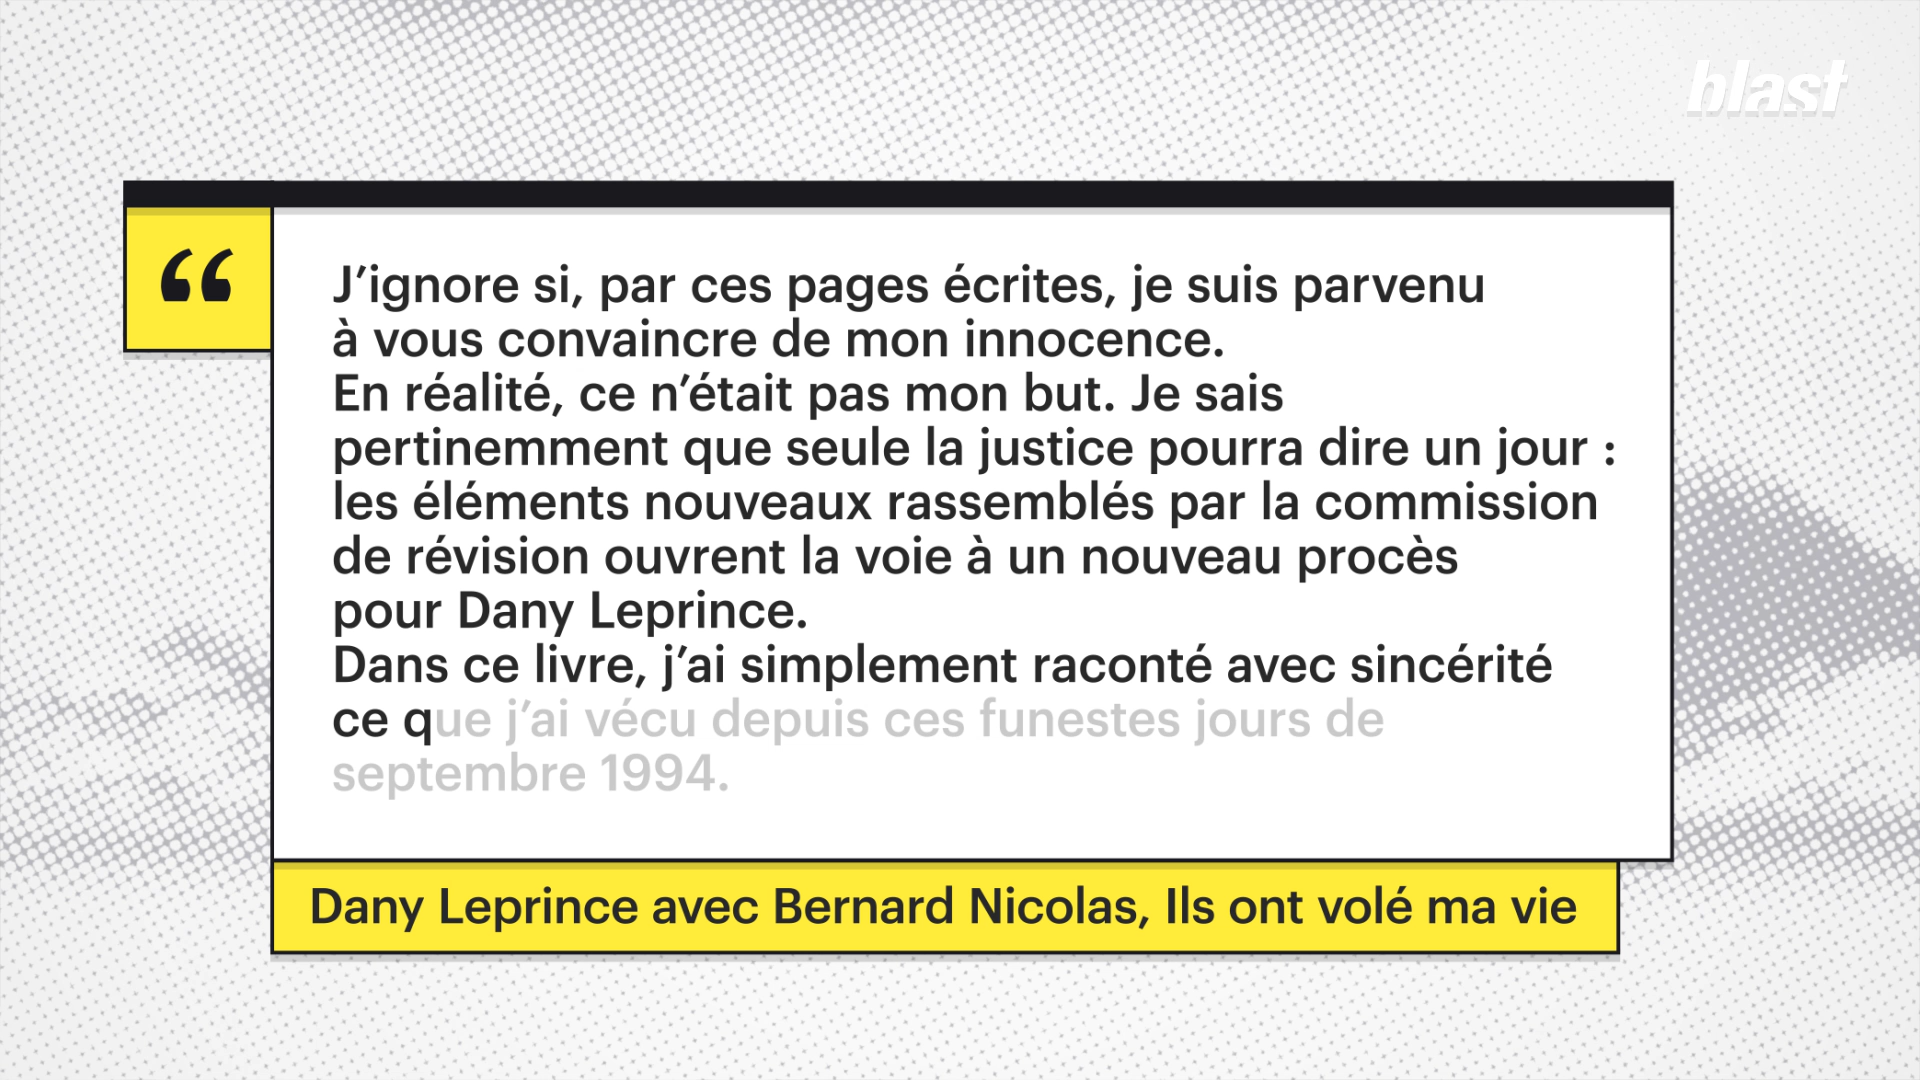 blast
“
J’ignore si, par ces pages écrites, je suis parvenu
à vous convaincre de mon innocence.
En réalité, ce n’était pas mon but. Je sais
pertinemment que seule la justice pourra dire un jour :
les éléments nouveaux rassemblés par la commission
de révision ouvrent la voie à un nouveau procès
pour Dany Leprince.
Dans ce livre, j’ai simplement raconté avec sincérité
ce que j’ai vécu depuis ces funestes jours de
septembre 1994.
Dany Leprince avec Bernard Nicolas, Ils ont volé ma vie